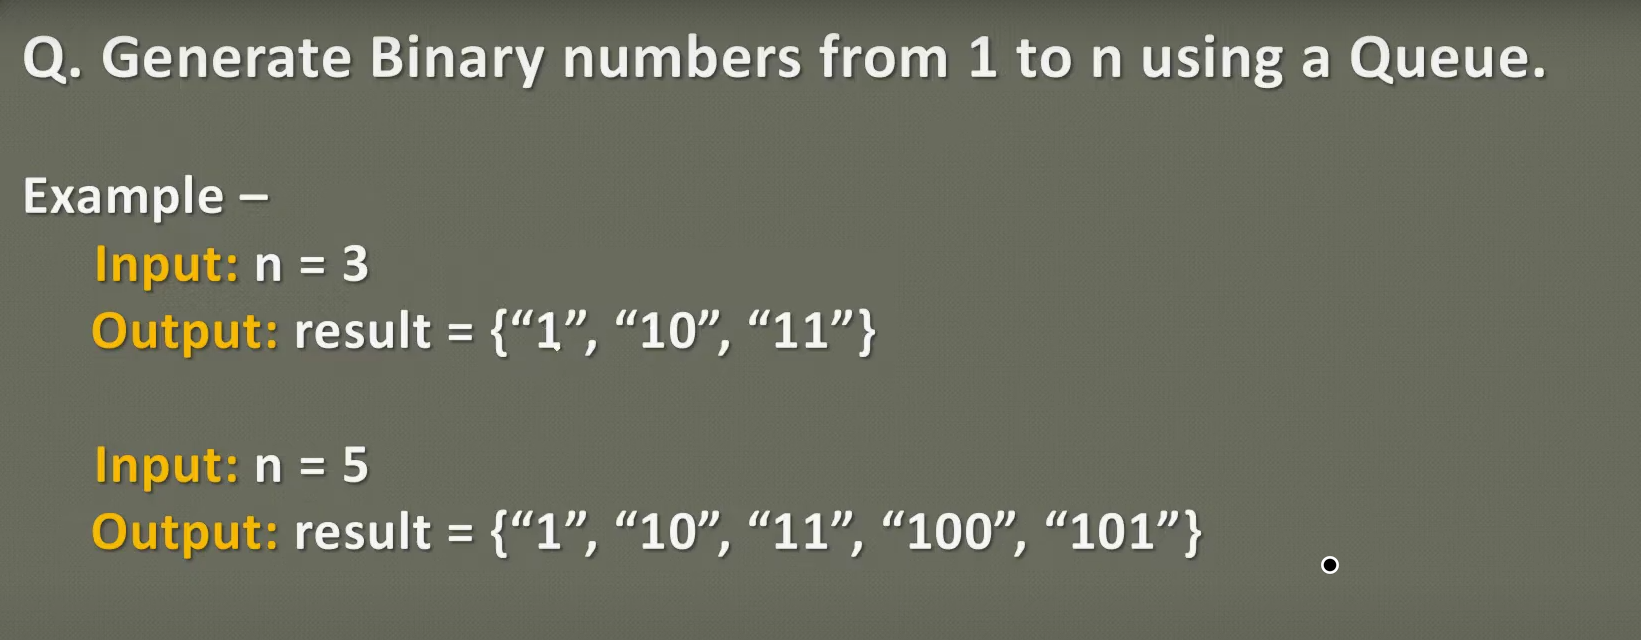 Q. Generate Binary numbers from 1 to n using a Queue.
Example –
Input: n = 3
Output: result = {“1”, “10”, “11”}
Input: n = 5
Output: result = {“1”, “10”, “11”, “100”, “101”}